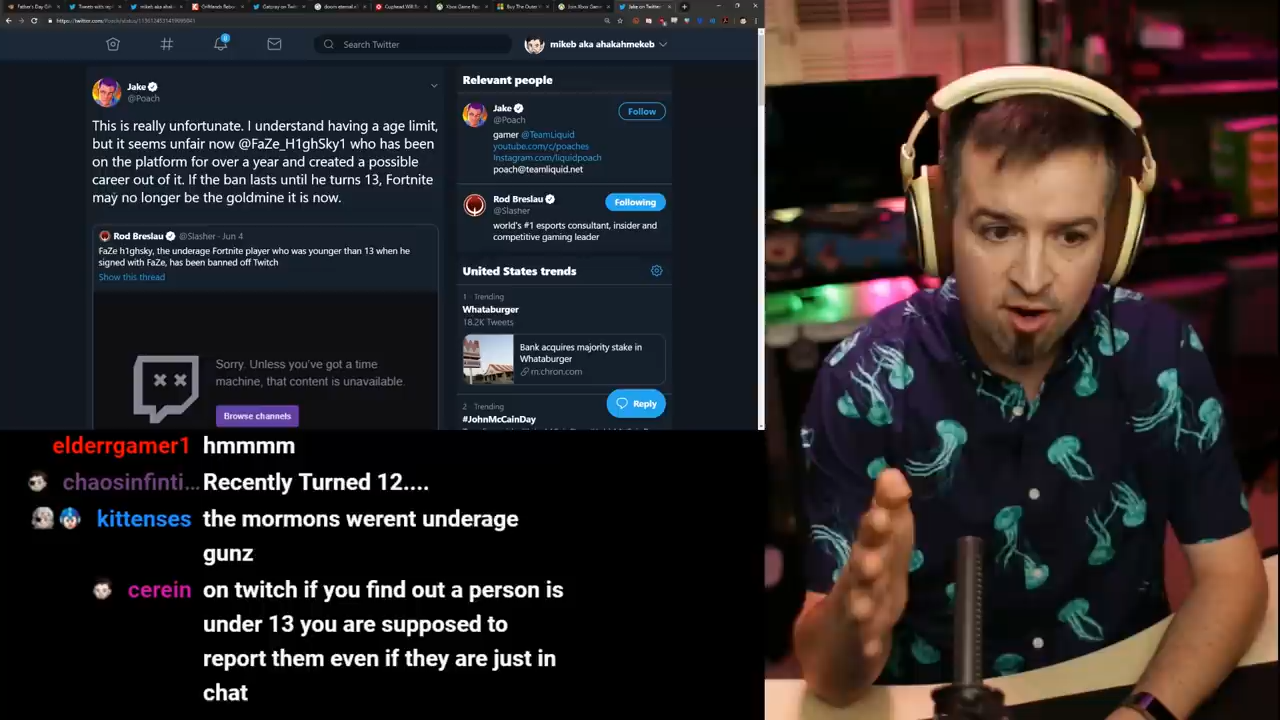 Father's Day Gif
Jake on Twitter
Search Twitter
mikeb aka ahakahmekeb
Jake
@Poach
This is really unfortunate. I understand having a age limit,
but it seems unfair now @FaZe_H1ghSky1 who has been
on the platform for over a year and created a possible
career out of it. If the ban lasts until he turns 13, Fortnite
may no longer be the goldmine it is now.
Rod Breslau @Slasher · Jun 4
FaZe h1ghsky, the underage Fortnite player who was younger than 13 when he
signed with FaZe, has been banned off Twitch
Show this thread
Sorry. Unless you've got a time
machine, that content is unavailable.
Browse channels
Relevant people
Jake
@Poach
Follow
gamer @TeamLiquid
youtube.com/c/poaches
Instagram.com/liquidpoach
poach@teamliquid.net
Rod Breslau
@Slasher
Following
world's #1 esports consultant, insider and
competitive gaming leader
United States trends
1 · Trending
Whataburger
18.2K Tweets
Bank acquires majority stake in
Whataburger
m.chron.com
2 · Trending
#JohnMcCainDay
Reply
elderrgamer1 hmmmm
chaosinfinti... Recently Turned 12....
kittenses the mormons werent underage
gunz
cerein on twitch if you find out a person is
under 13 you are supposed to
report them even if they are just in
chat